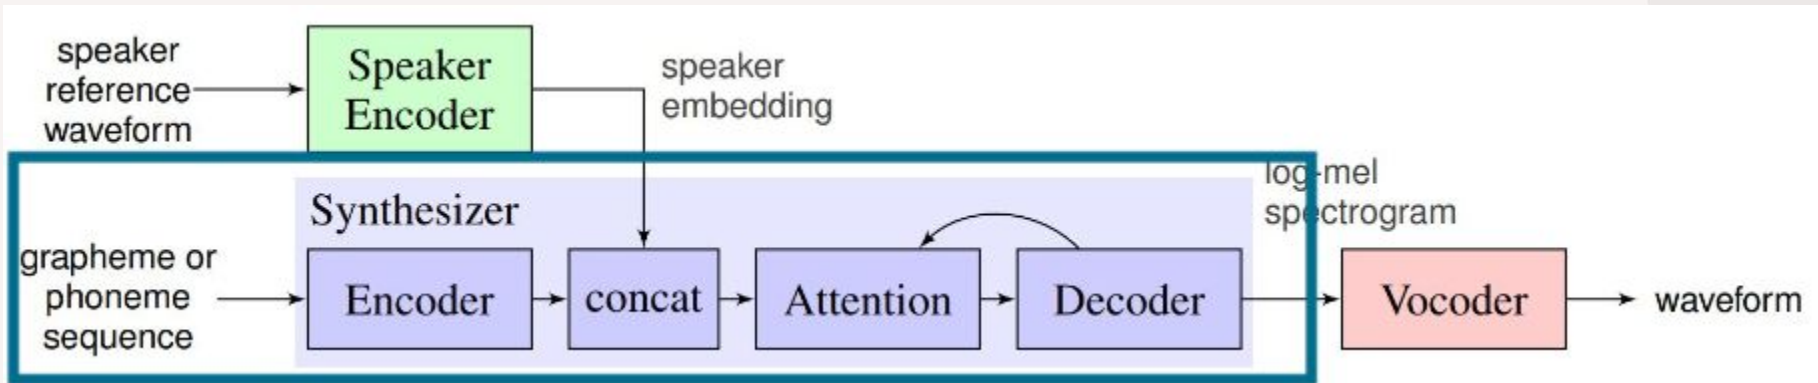 speaker
reference
waveform
Speaker
Encoder
speaker
embedding
Synthesizer
log-mel
spectrogram
grapheme or
phoneme
sequence
Encoder
concat
Attention
Decoder
Vocoder
waveform